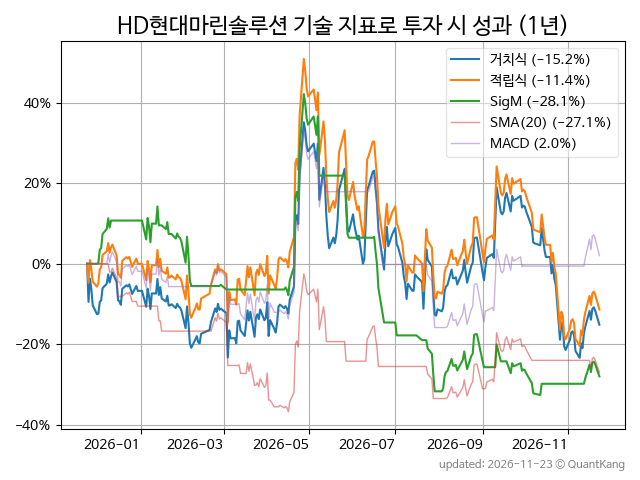 HD현대마린솔루션 기술 지표로 투자 시 성과 (1년)
거치식 (−15.2%)
적립식 (−11.4%)
SigM (−28.1%)
SMA(20) (−27.1%)
MACD (2.0%)
40%
20%
0%
−20%
−40%
2026-01 2026-03 2026-05 2026-07 2026-09 2026-11
updated: 2026-11-23 © QuantKang